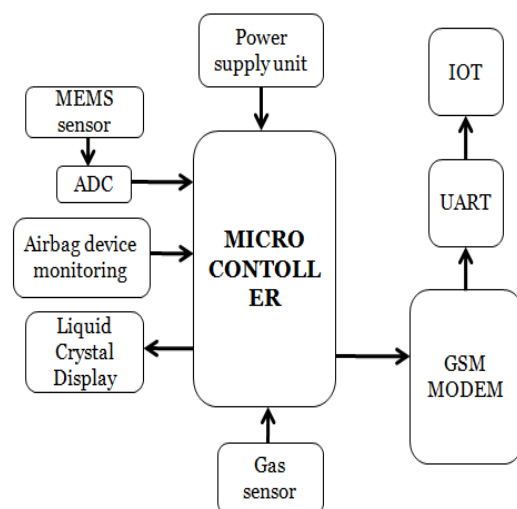 Power
supply unit
IOT
MEMS
sensor
ADC
UART
MICRO
CONTOLL
ER
Airbag device
monitoring
Liquid
Crystal
Display
GSM
MODEM
Gas
sensor